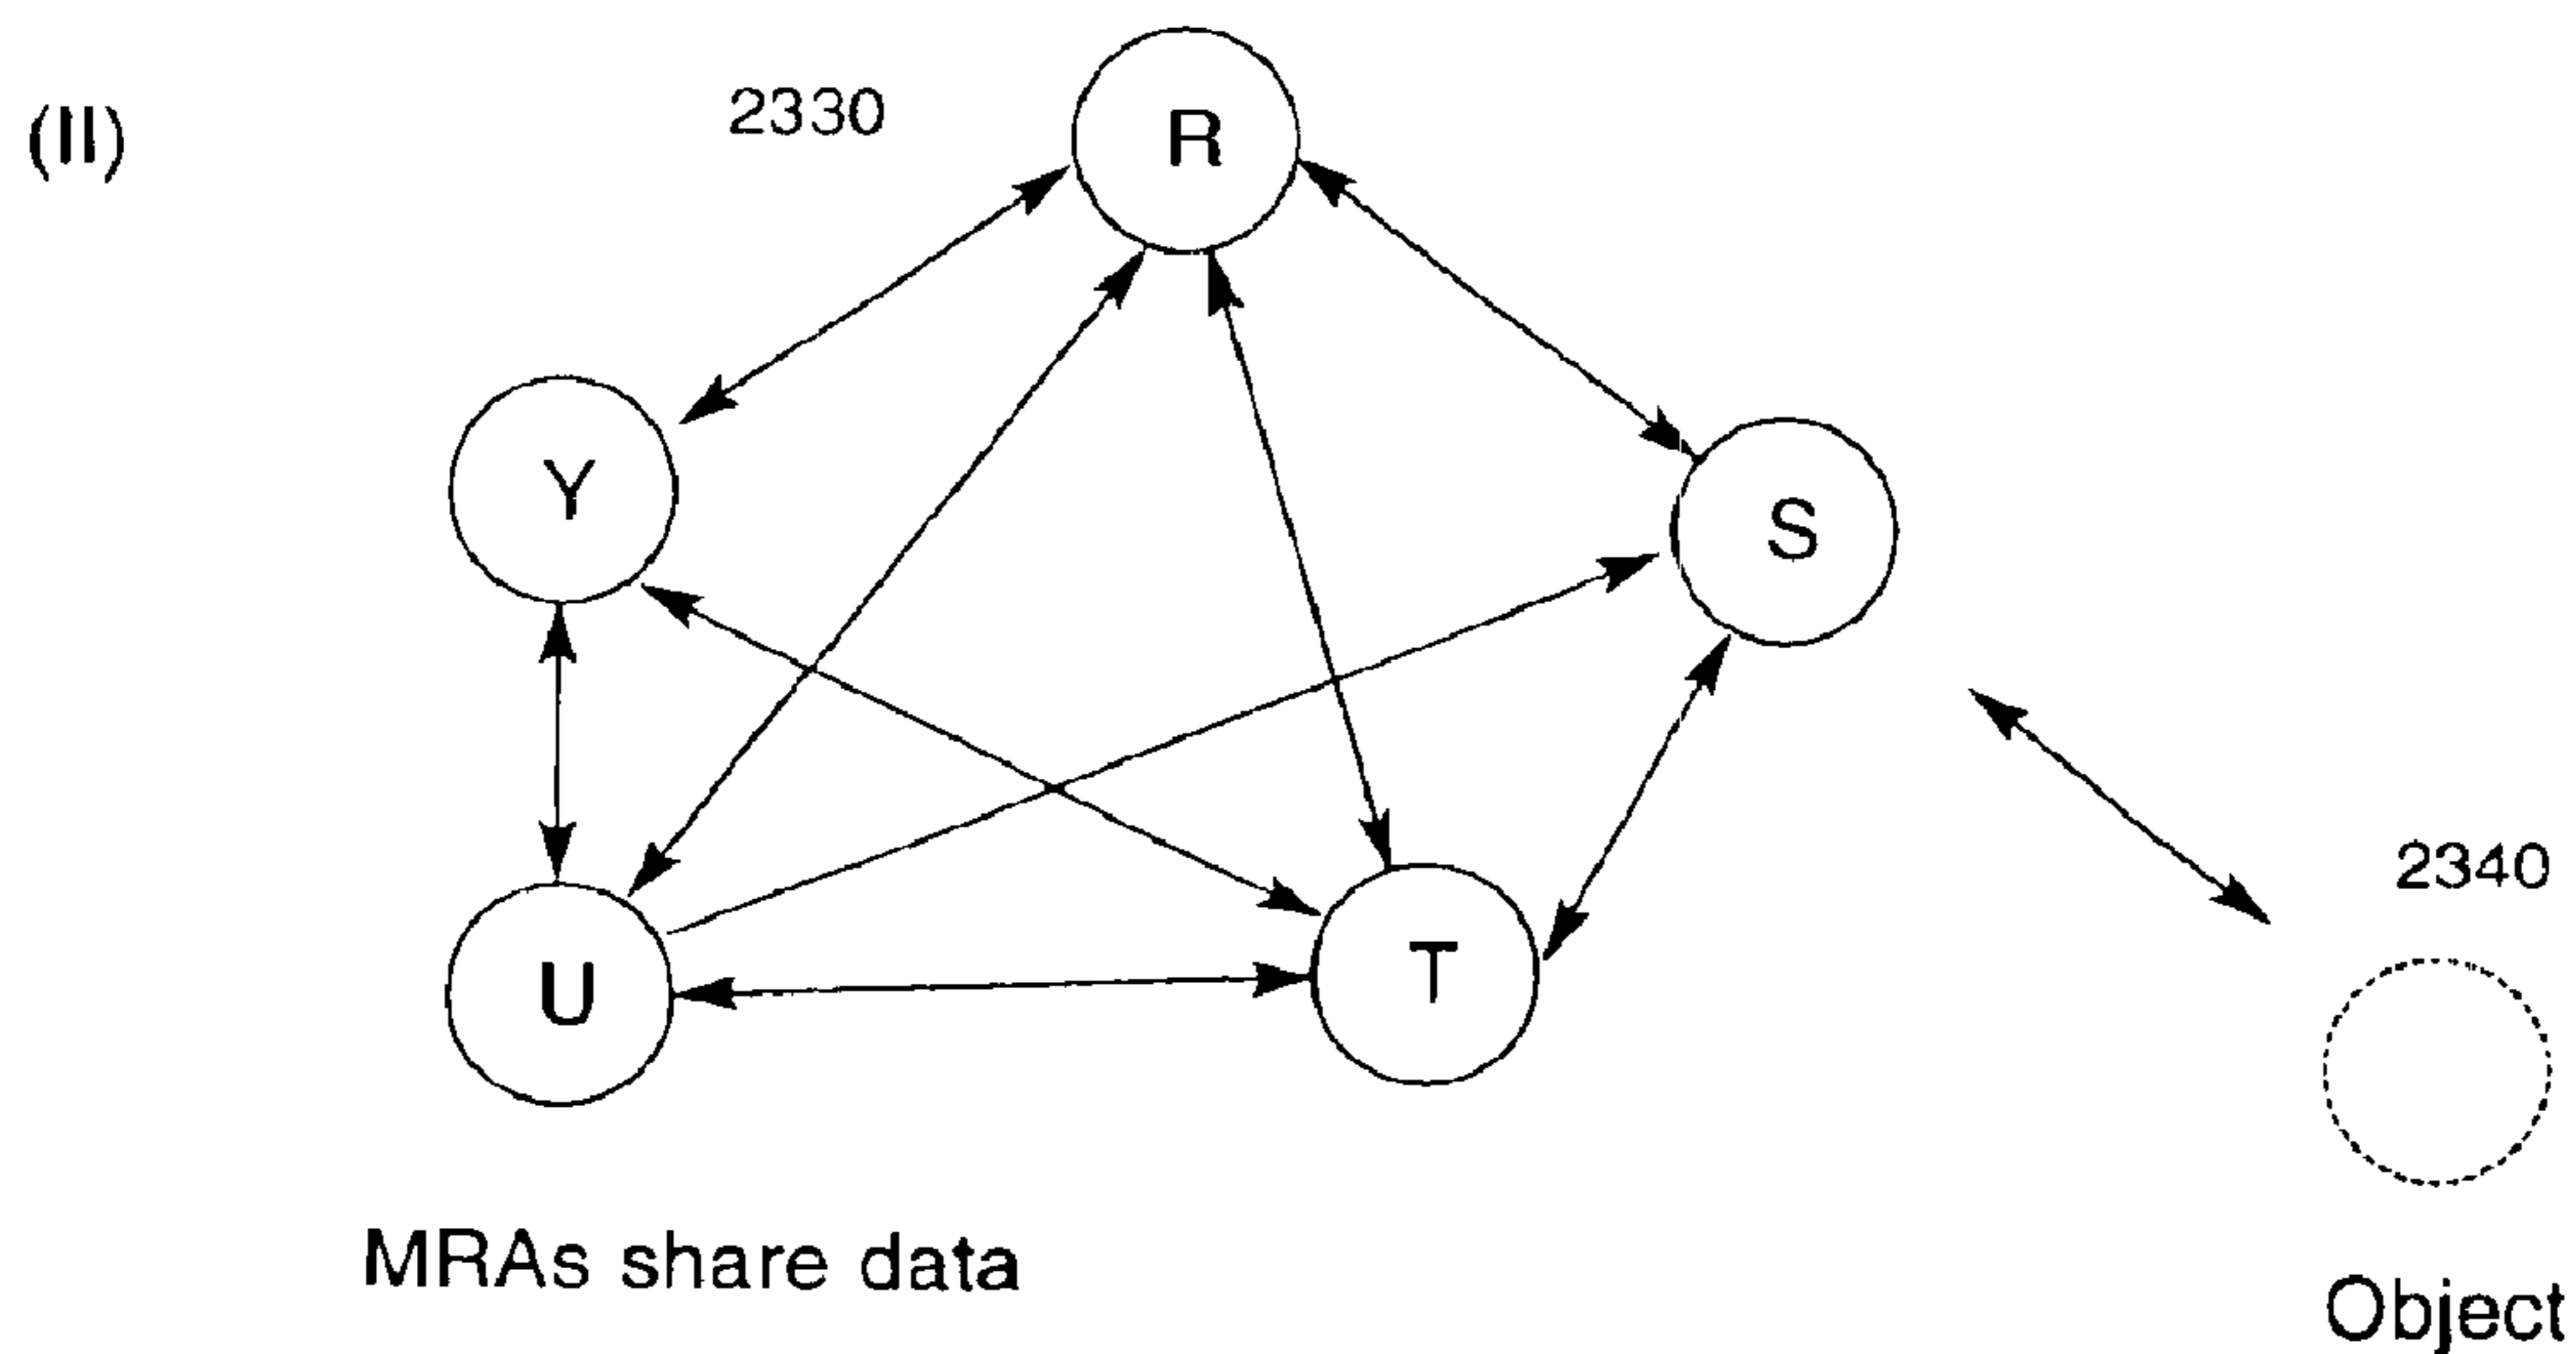 (II)
2330
R
Y
S
2340
U
T
MRAs share data
Object